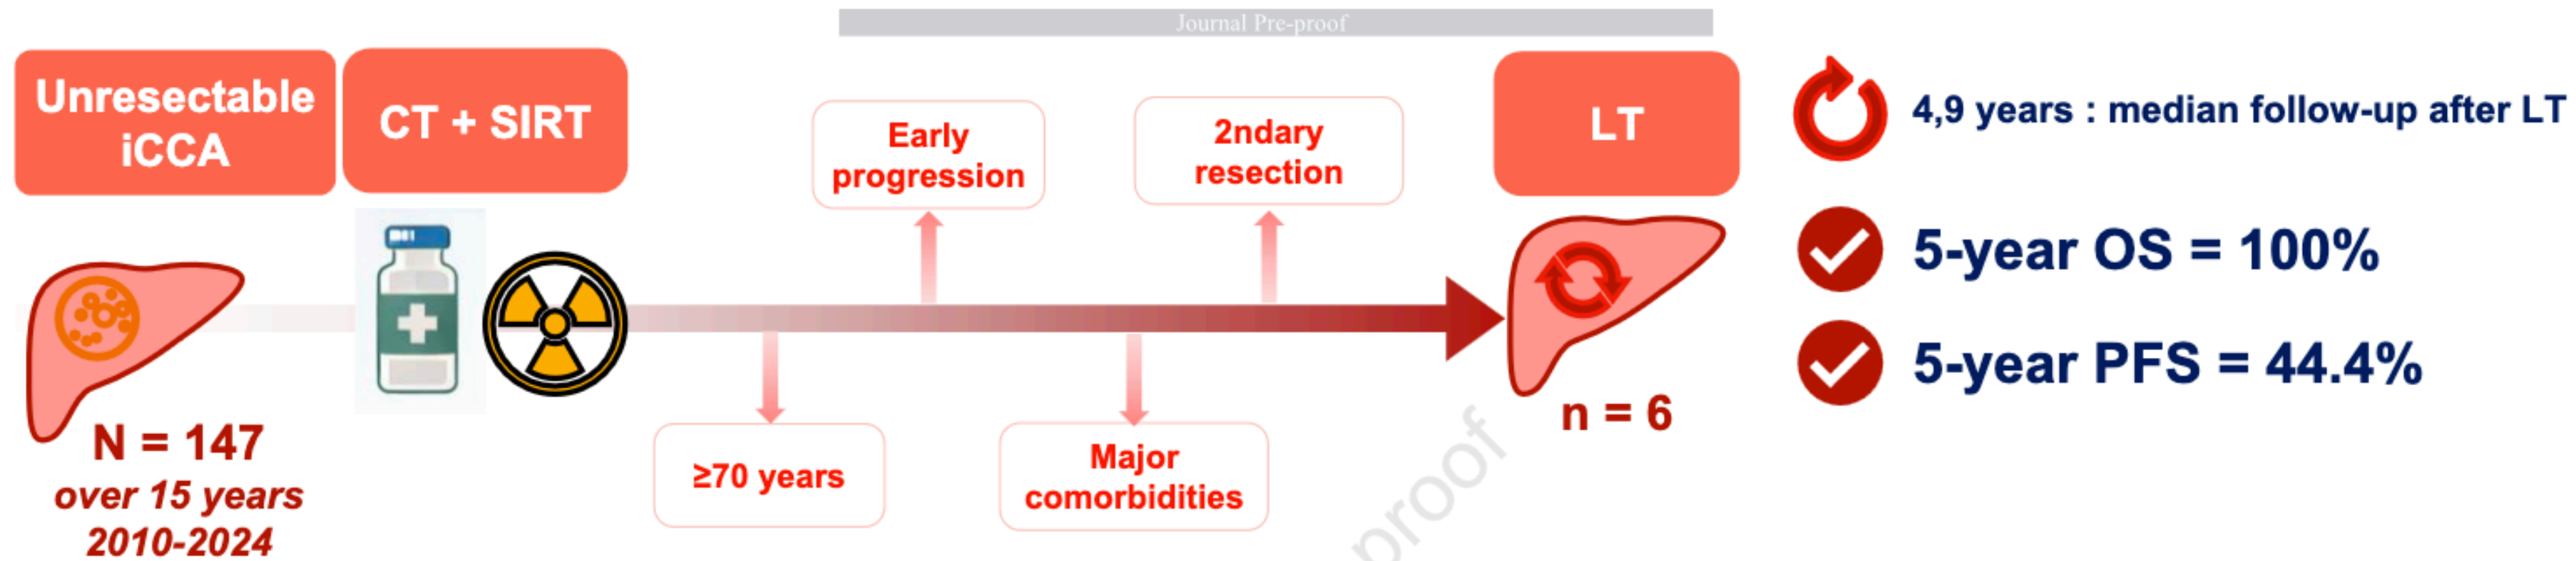 Journal Pre-proof
Unresectable
iCCA
CT + SIRT
Early
progression
2ndary
resection
LT
4,9 years : median follow-up after LT
5-year OS = 100%
5-year PFS = 44.4%
N = 147
over 15 years
2010-2024
≥70 years
Major
comorbidities
n = 6
proof